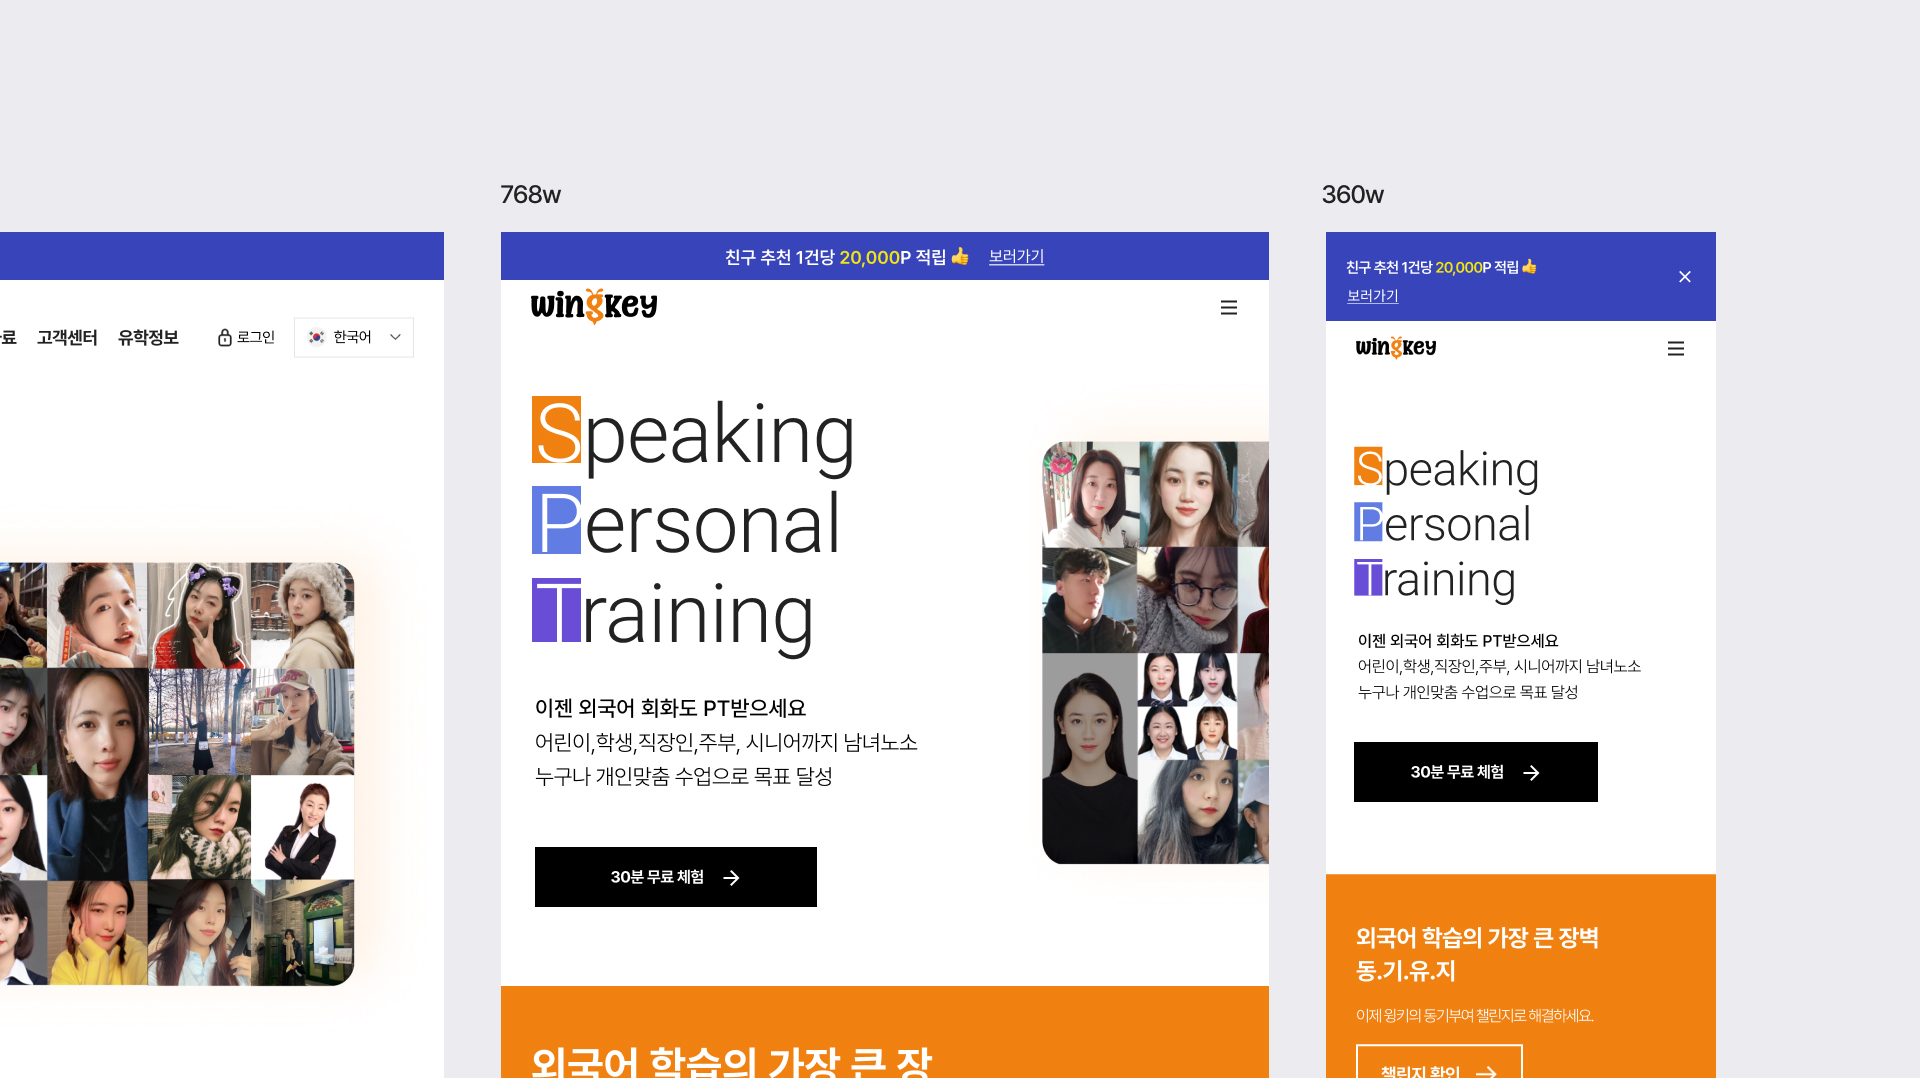 768w
360w
고객센터 유학정보 로그인 한국어
친구 추천 1건당 20,000P 적립👍 보러가기
wingkey
Speaking
Personal
Training
이젠 외국어 회화도 PT받으세요
어린이,학생,직장인,주부, 시니어까지 남녀노소
누구나 개인맞춤 수업으로 목표 달성
30분 무료 체험
외국어 학습의 가장 큰 장
친구 추천 1건당 20,000P 적립👍
보러가기
wingkey
Speaking
Personal
Training
이젠 외국어 회화도 PT받으세요
어린이,학생,직장인,주부, 시니어까지 남녀노소
누구나 개인맞춤 수업으로 목표 달성
30분 무료 체험
외국어 학습의 가장 큰 장벽
동.기.유.지
이제 윙키의 동기부여 챌린지로 해결하세요.
챌린지 확인